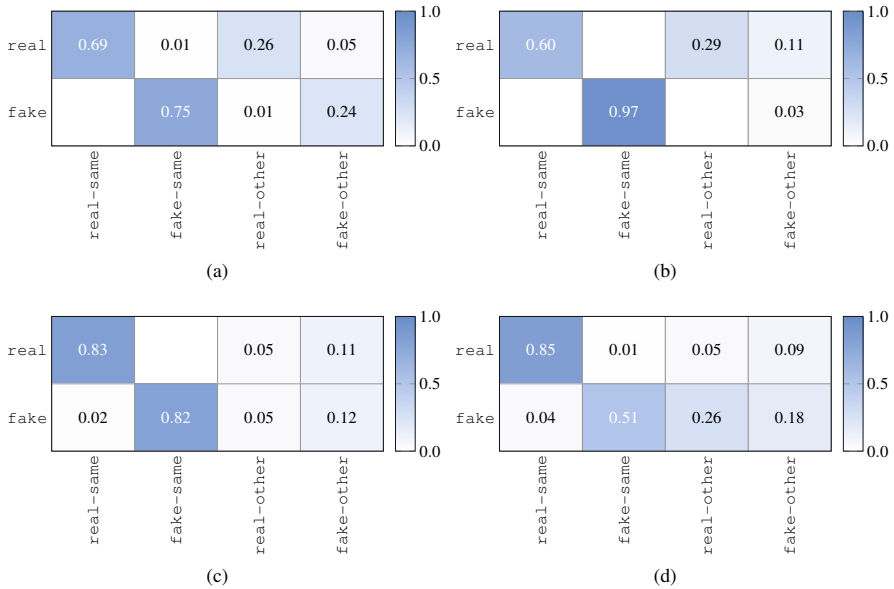 1.0
real 0.69 0.01 0.26 0.05
0.5
fake 0.75 0.01 0.24
0.0
real-same
fake-same
real-other
fake-other
(a)
1.0
real 0.60 0.29 0.11
0.5
fake 0.97 0.03
0.0
real-same
fake-same
real-other
fake-other
(b)
1.0
real 0.83 0.05 0.11
0.5
fake 0.02 0.82 0.05 0.12
0.0
real-same
fake-same
real-other
fake-other
(c)
1.0
real 0.85 0.01 0.05 0.09
0.5
fake 0.04 0.51 0.26 0.18
0.0
real-same
fake-same
real-other
fake-other
(d)